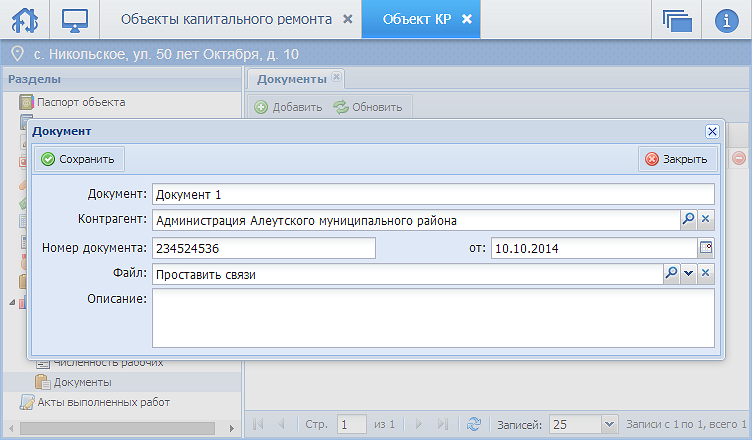 Объекты капитального ремонта
Объект КР
с. Никольское, ул. 50 лет Октября, д. 10
Разделы
Документы
Паспорт объекта
Добавить
Обновить
Документ
Сохранить
Закрыть
Документ:
Документ 1
Контрагент:
Администрация Алеутского муниципального района
Номер документа:
234524536
от:
10.10.2014
Файл:
Проставить связи
Описание:
Численность рабочих
Документы
Акты выполненных работ
Стр. 1 из 1
Записей: 25
Записи с 1 по 1, всего 1